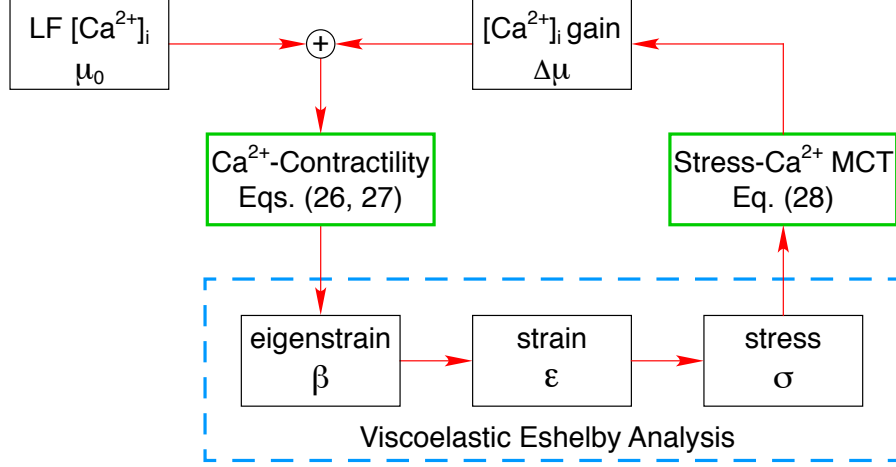 LF [Ca²⁺]ᵢ
μ₀
+
[Ca²⁺]ᵢ gain
Δμ
Ca²⁺-Contractility
Eqs. (26, 27)
Stress-Ca²⁺ MCT
Eq. (28)
eigenstrain
β
strain
ε
stress
σ
Viscoelastic Eshelby Analysis